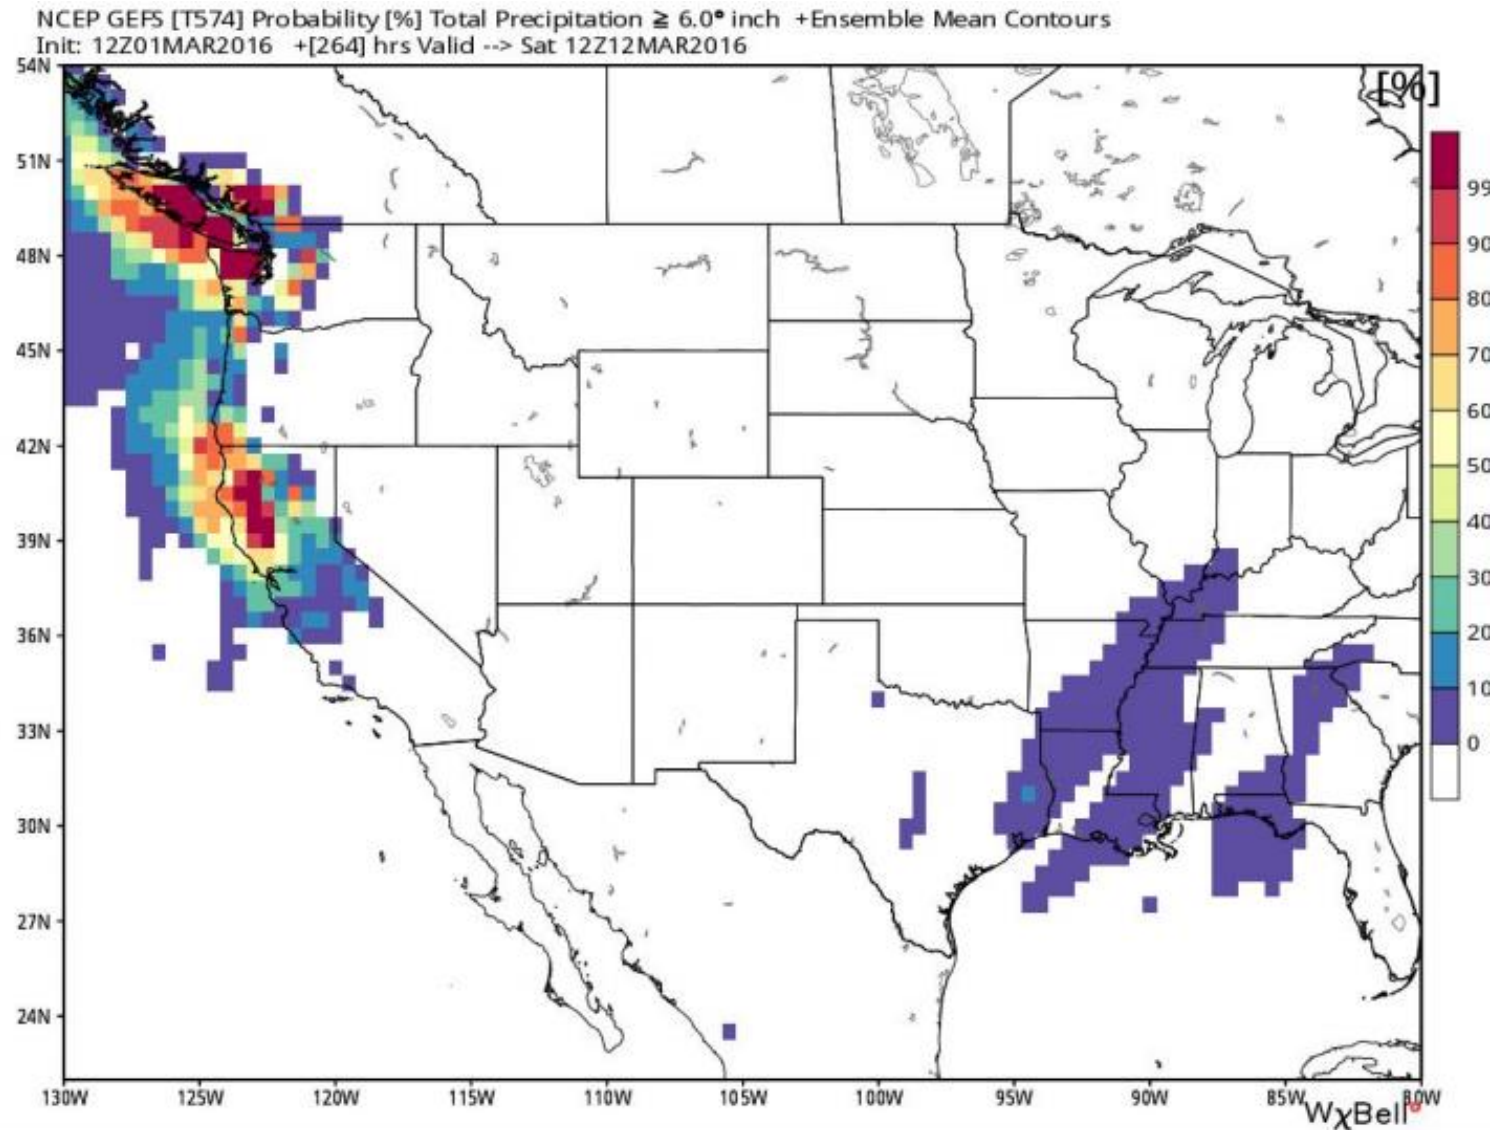 NCEP GEFS [T574] Probability [%] Total Precipitation ≧ 6.0° inch +Ensemble Mean Contours
Init: 12Z01MAR2016 +[264] hrs Valid --> Sat 12Z12MAR2016
54N
[%]
51N
99
90
48N
80
45N
70
60
42N
50
40
39N
30
36N
20
10
33N
0
30N
27N
24N
130W 125W 120W 115W 110W 105W 100W 95W 90W 85W 80W
WχBell